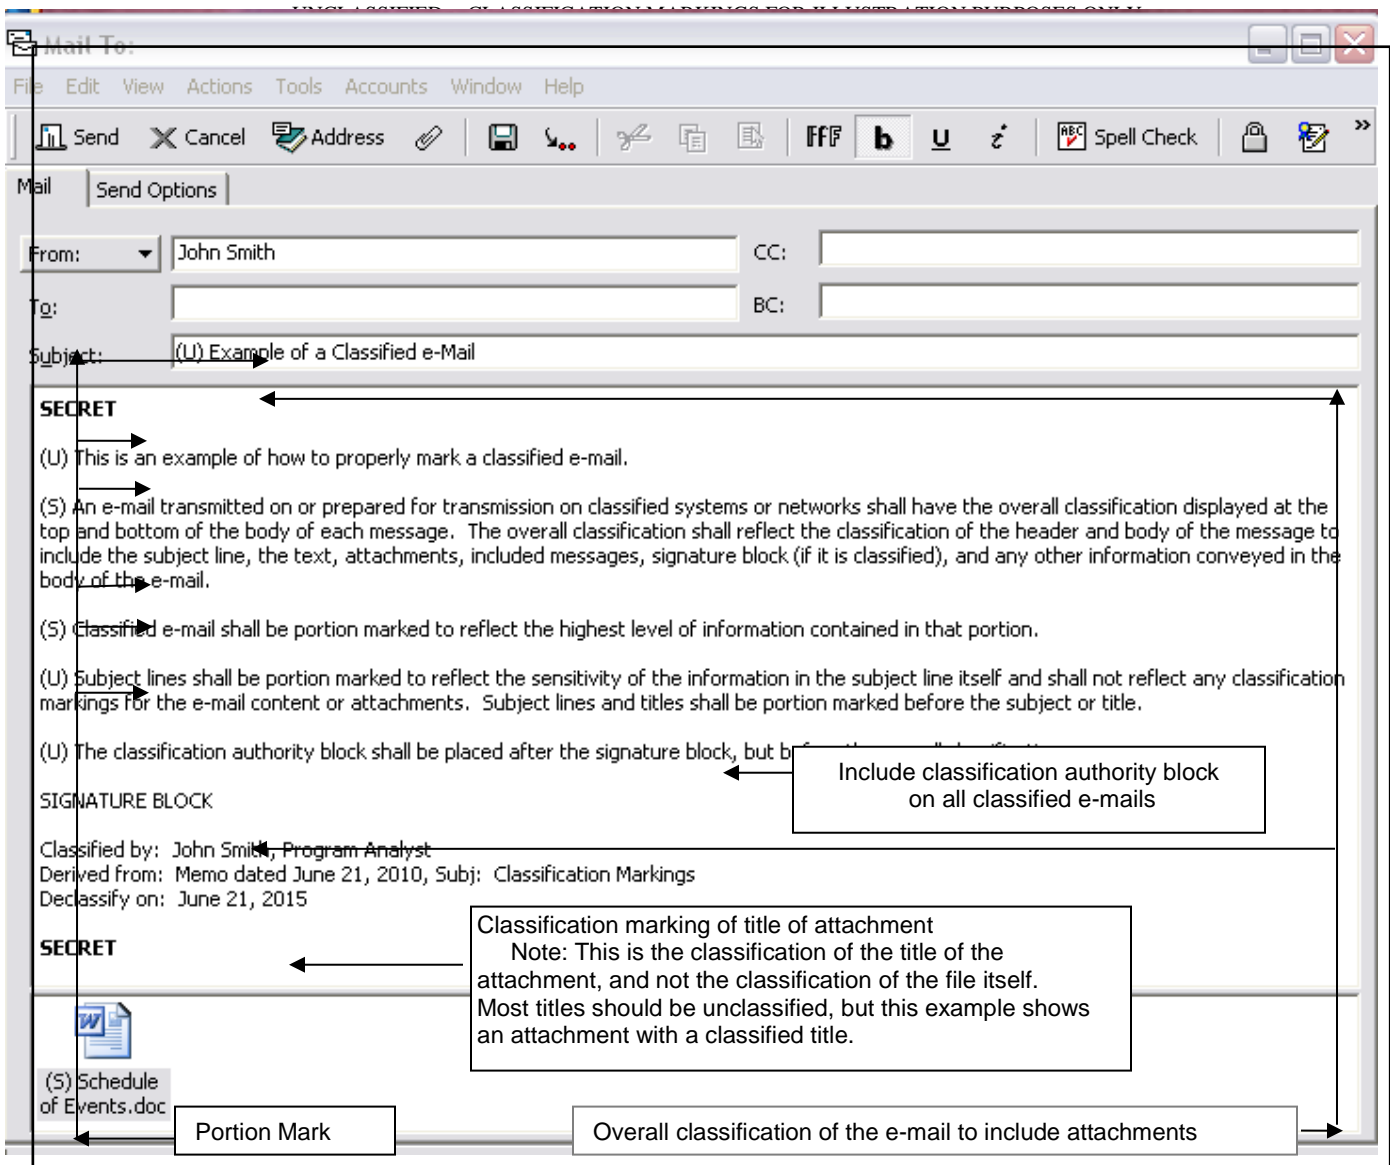 UNCLASSIFIED - CLASSIFICATION MARKINGS FOR ILLUSTRATION PURPOSES ONLY
Mail To:
File Edit View Actions Tools Accounts Window Help
Send Cancel Address Spell Check »
Mail Send Options
From: John Smith CC:
To: BC:
Subject: (U) Example of a Classified e-Mail
SECRET
(U) This is an example of how to properly mark a classified e-mail.
(S) An e-mail transmitted on or prepared for transmission on classified systems or networks shall have the overall classification displayed at the
top and bottom of the body of each message. The overall classification shall reflect the classification of the header and body of the message to
include the subject line, the text, attachments, included messages, signature block (if it is classified), and any other information conveyed in the
body of the e-mail.
(S) Classified e-mail shall be portion marked to reflect the highest level of information contained in that portion.
(U) Subject lines shall be portion marked to reflect the sensitivity of the information in the subject line itself and shall not reflect any classification
markings for the e-mail content or attachments. Subject lines and titles shall be portion marked before the subject or title.
(U) The classification authority block shall be placed after the signature block, but
Include classification authority block
on all classified e-mails
SIGNATURE BLOCK
Classified by: John Smith, Program Analyst
Derived from: Memo dated June 21, 2010, Subj: Classification Markings
Declassify on: June 21, 2015
SECRET
Classification marking of title of attachment
Note: This is the classification of the title of the
attachment, and not the classification of the file itself.
Most titles should be unclassified, but this example shows
an attachment with a classified title.
(S) Schedule
of Events.doc
Portion Mark
Overall classification of the e-mail to include attachments